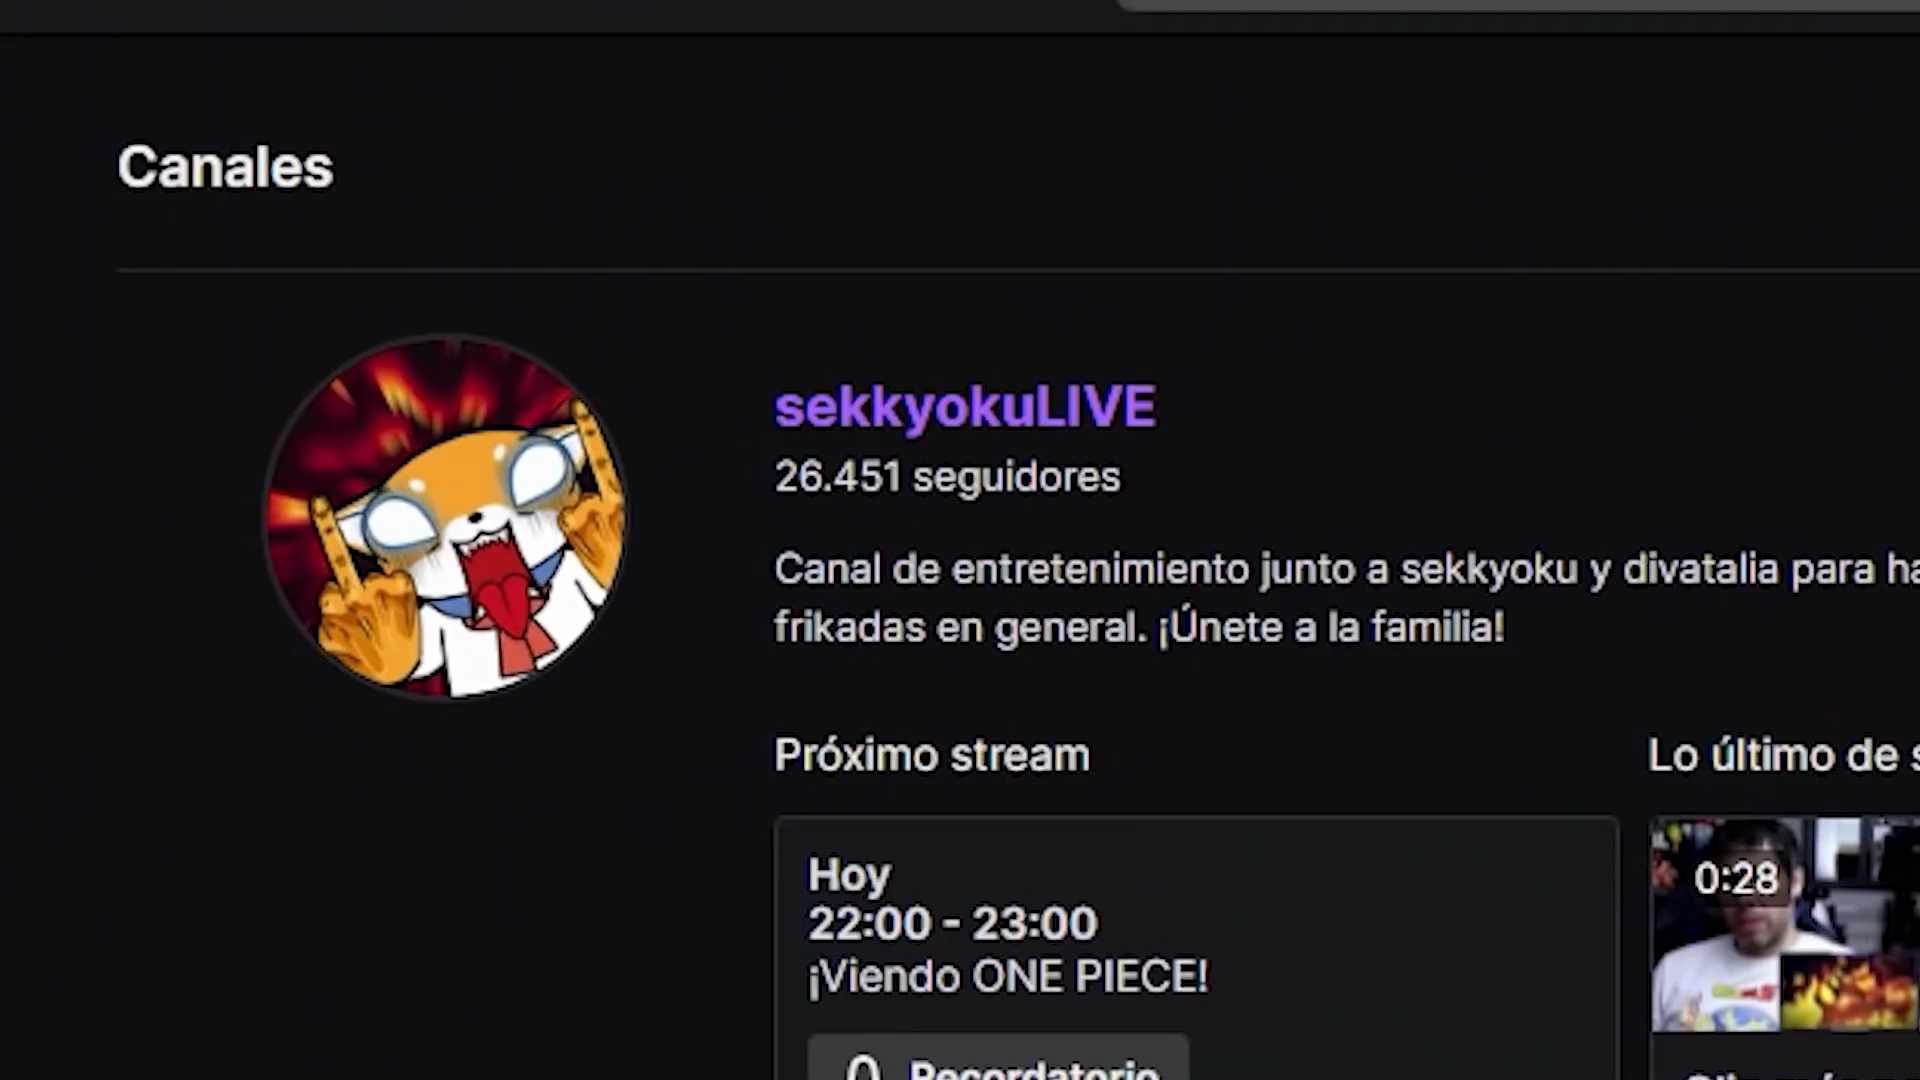 Canales
sekkyokuLIVE
26.451 seguidores
Canal de entretenimiento junto a sekkyoku y divatalia para
frikadas en general. ¡Únete a la familia!
Próximo stream
Lo último de
Hoy
22:00 - 23:00
¡Viendo ONE PIECE!
0:28
Recordatorio